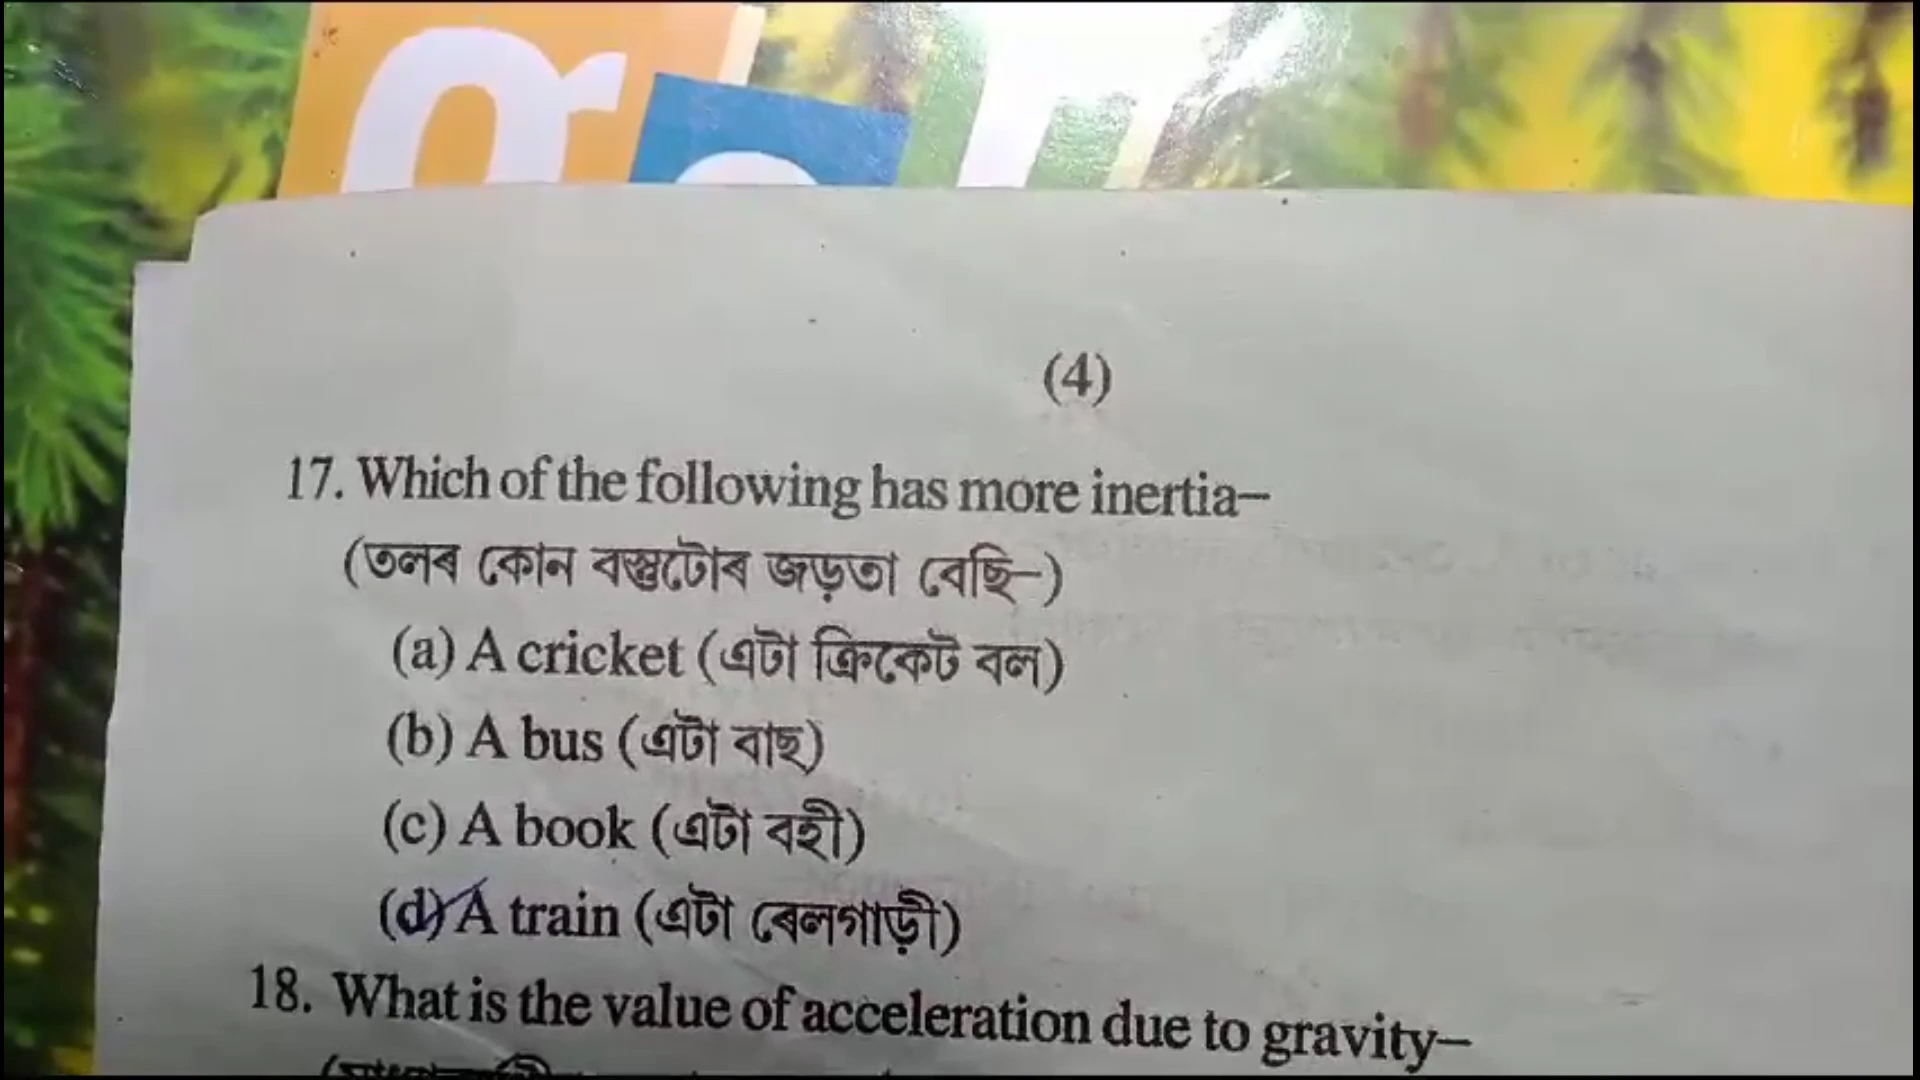 (4)
17. Which of the following has more inertia–
(তলৰ কোন বস্তুটোৰ জড়তা বেছি–)
(a) A cricket (এটা ক্রিকেট বল)
(b) A bus (এটা বাছ)
(c) A book (এটা বহী)
(d) A train (এটা ৰেলগাড়ী)
18. What is the value of acceleration due to gravity–